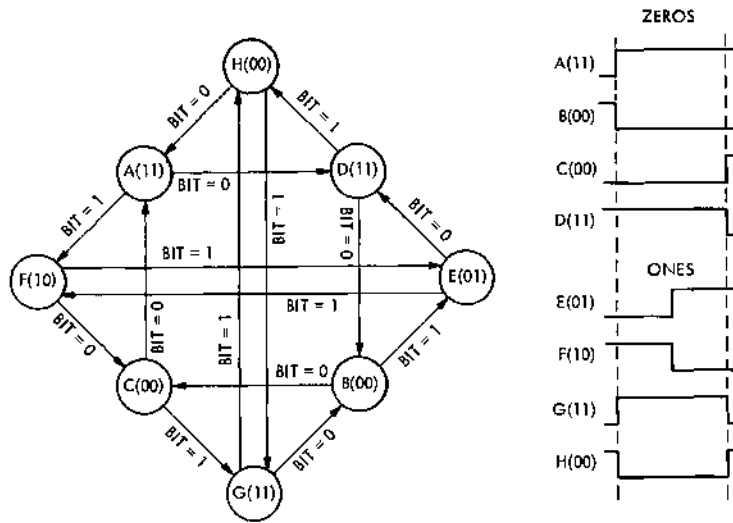 H(00)
BIT = 0
BIT = 1
A(11)
BIT = 0
D(11)
BIT = 1
BIT = 1
BIT = 0
BIT = 0
F(10)
BIT = 1
E(01)
BIT = 1
BIT = 0
BIT = 0
BIT = 1
C(00)
BIT = 0
B(00)
BIT = 1
BIT = 1
BIT = 0
G(11)
ZEROS
A(11)
B(00)
C(00)
D(11)
ONES
E(01)
F(10)
G(11)
H(00)